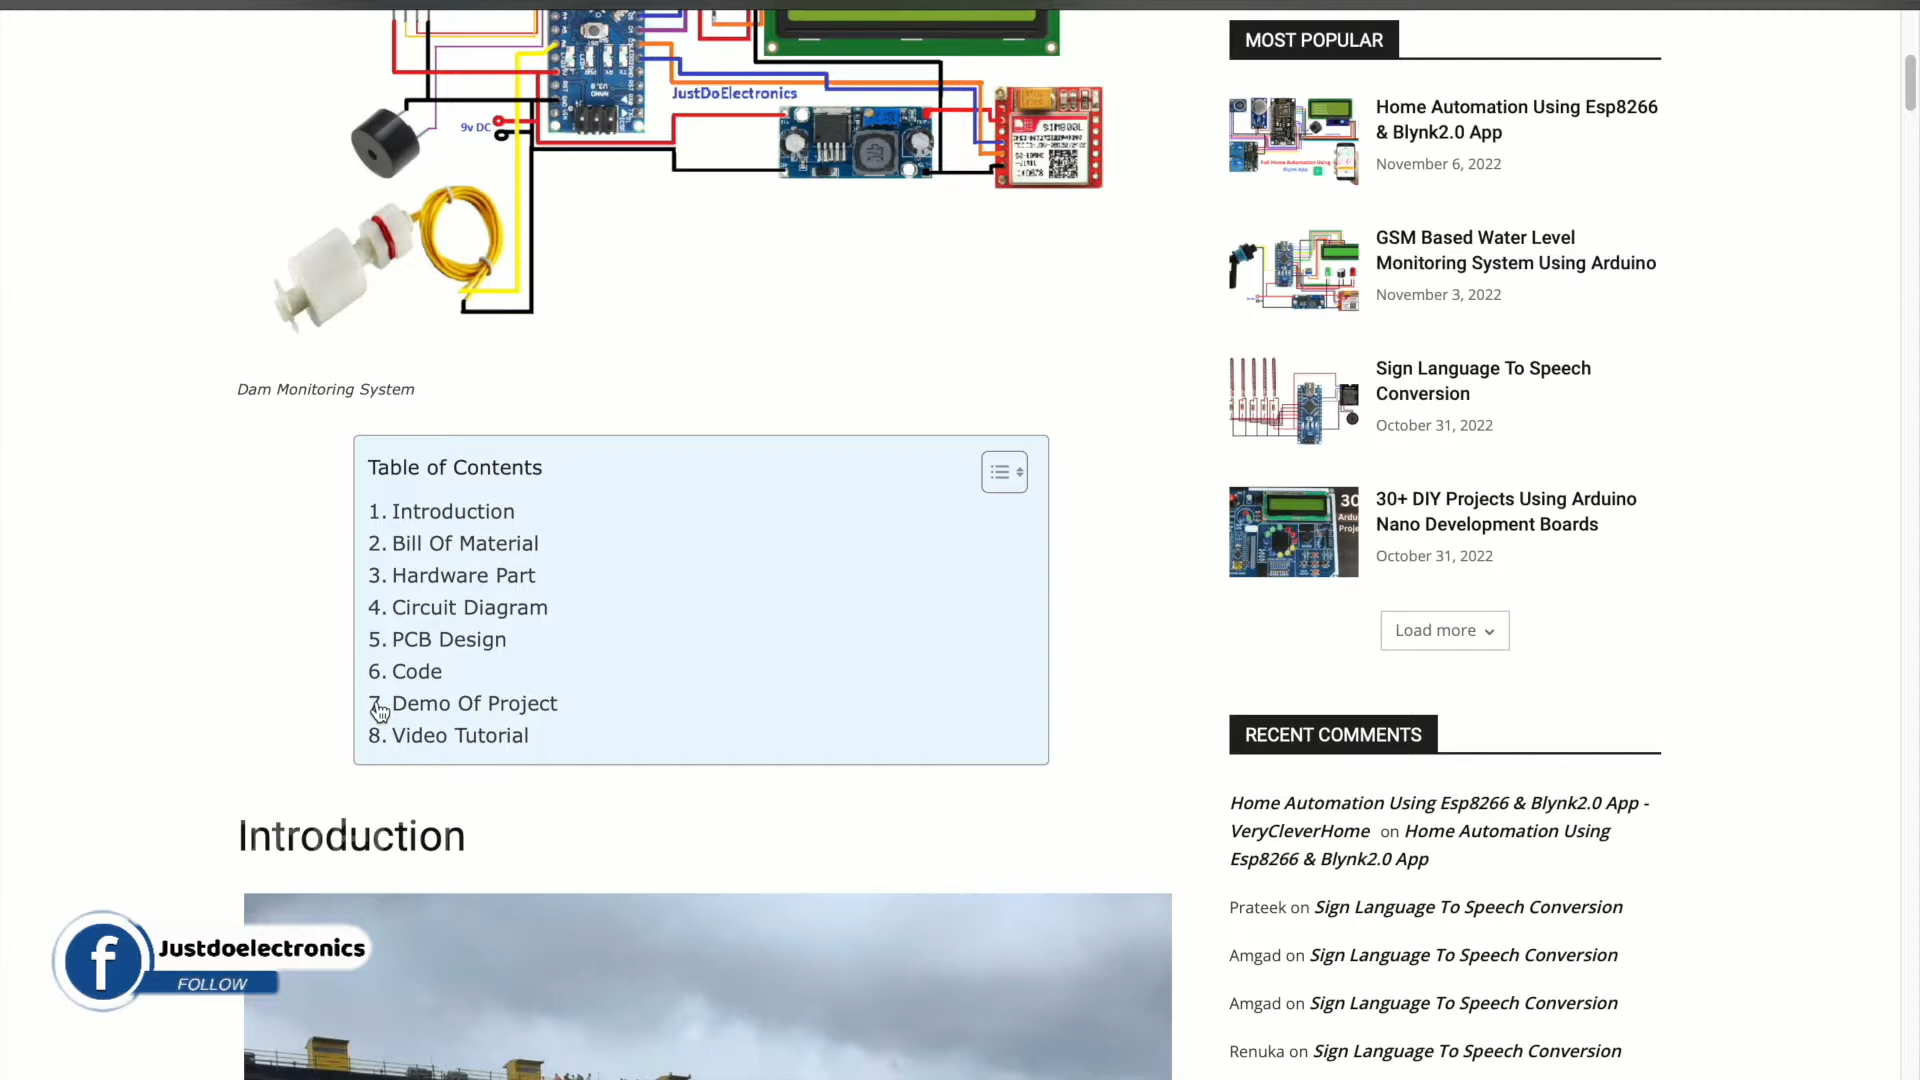 JustDoElectronics
9v DC
SIM800L
Dam Monitoring System
Table of Contents
1. Introduction
2. Bill Of Material
3. Hardware Part
4. Circuit Diagram
5. PCB Design
6. Code
7. Demo Of Project
8. Video Tutorial
Introduction
Justdoelectronics
FOLLOW
MOST POPULAR
Home Automation Using Esp8266
& Blynk2.0 App
November 6, 2022
GSM Based Water Level
Monitoring System Using Arduino
November 3, 2022
Sign Language To Speech
Conversion
October 31, 2022
30+ DIY Projects Using Arduino
Nano Development Boards
October 31, 2022
Load more
RECENT COMMENTS
Home Automation Using Esp8266 & Blynk2.0 App -
VeryCleverHome on Home Automation Using
Esp8266 & Blynk2.0 App
Prateek on Sign Language To Speech Conversion
Amgad on Sign Language To Speech Conversion
Amgad on Sign Language To Speech Conversion
Renuka on Sign Language To Speech Conversion